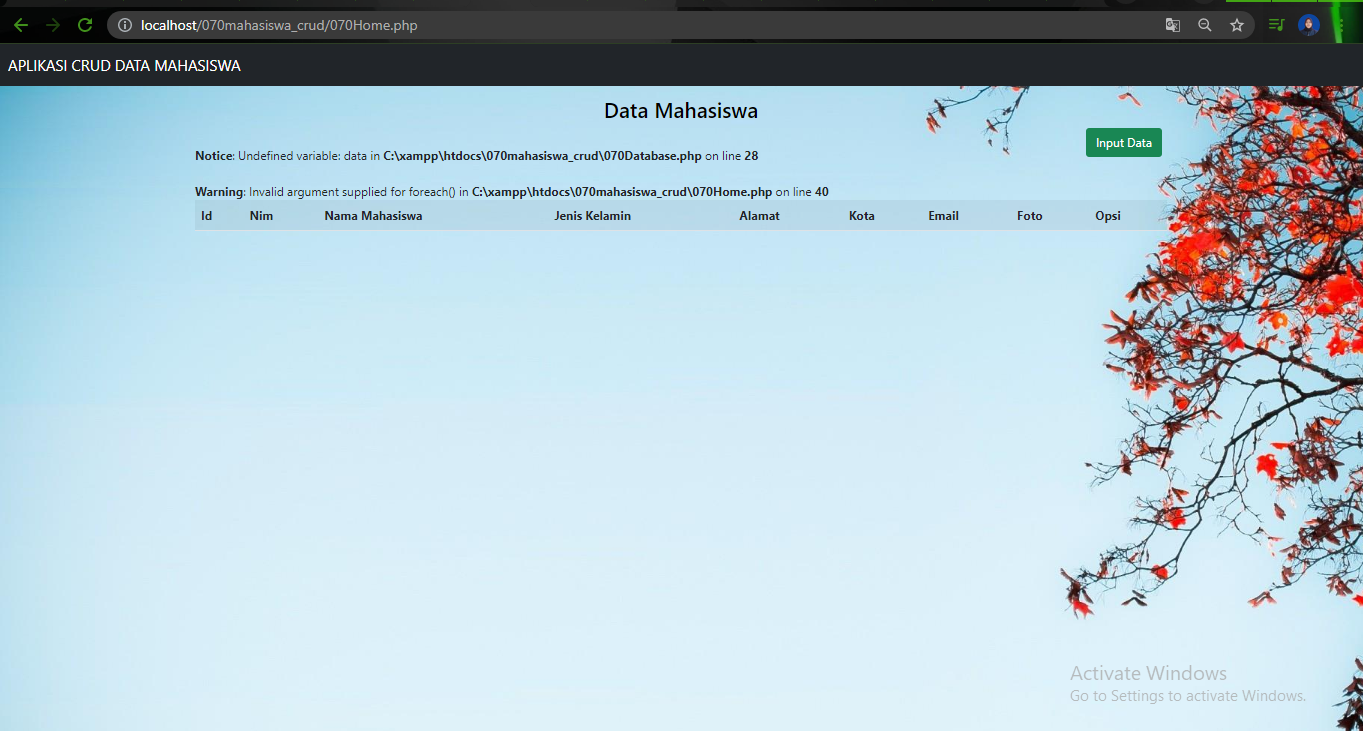 localhost/070mahasiswa_crud/070Home.php
APLIKASI CRUD DATA MAHASISWA
Data Mahasiswa
Input Data
Notice: Undefined variable: data in C:\xampp\htdocs\070mahasiswa_crud\070Database.php on line 28
Warning: Invalid argument supplied for foreach() in C:\xampp\htdocs\070mahasiswa_crud\070Home.php on line 40
Id Nim Nama Mahasiswa Jenis Kelamin Alamat Kota Email Foto Opsi
Activate Windows
Go to Settings to activate Windows.